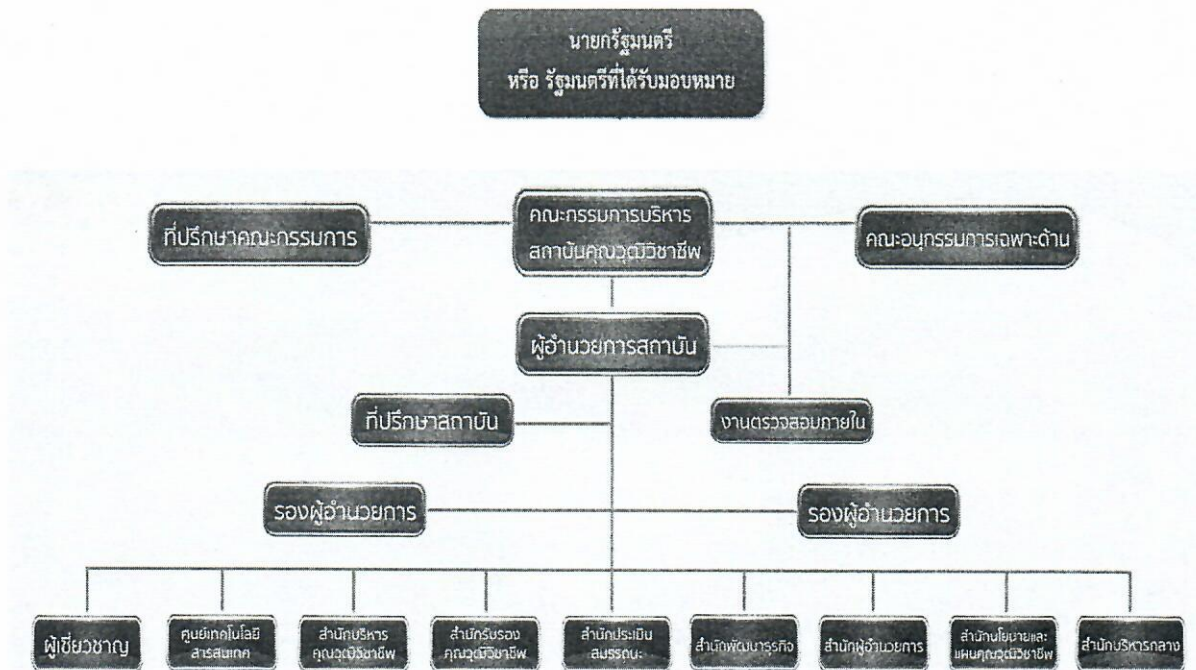 นายกรัฐมนตรี
หรือ รัฐมนตรีที่ได้รับมอบหมาย
ที่ปรึกษาคณะกรรมการ
คณะกรรมการบริหาร
สถาบันคุณวุฒิวิชาชีพ
คณะอนุกรรมการเฉพาะด้าน
ผู้อำนวยการสถาบัน
ที่ปรึกษาสถาบัน
งานตรวจสอบภายใน
รองผู้อำนวยการ
รองผู้อำนวยการ
ผู้เชี่ยวชาญ
ศูนย์เทคโนโลยี
สารสนเทศ
สำนักบริหาร
คุณวุฒิวิชาชีพ
สำนักรับรอง
คุณวุฒิวิชาชีพ
สำนักประเมิน
สมรรถนะ
สำนักพัฒนาธุรกิจ
สำนักผู้อำนวยการ
สำนักนโยบายและ
แผนคุณวุฒิวิชาชีพ
สำนักบริหารกลาง